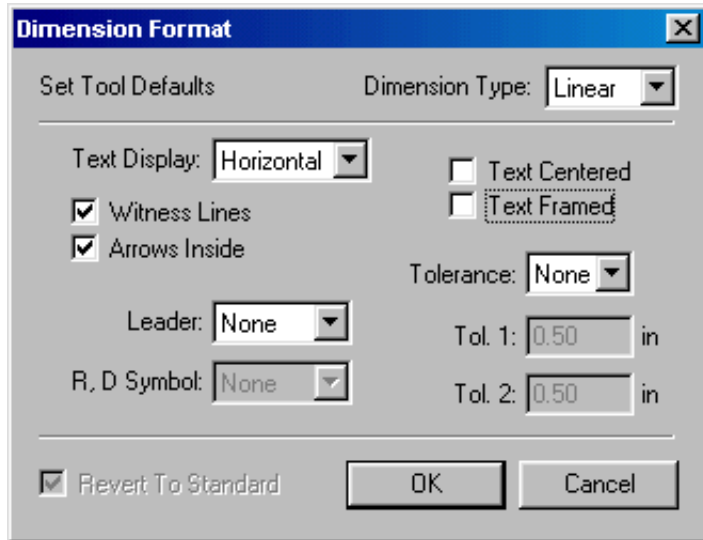 Dimension Format
Set Tool Defaults Dimension Type: Linear
Text Display: Horizontal
Text Centered
Witness Lines
Text Framed
Arrows Inside
Tolerance: None
Leader: None
Tol. 1: 0.50 in
R, D Symbol: None
Tol. 2: 0.50 in
Revert To Standard OK Cancel